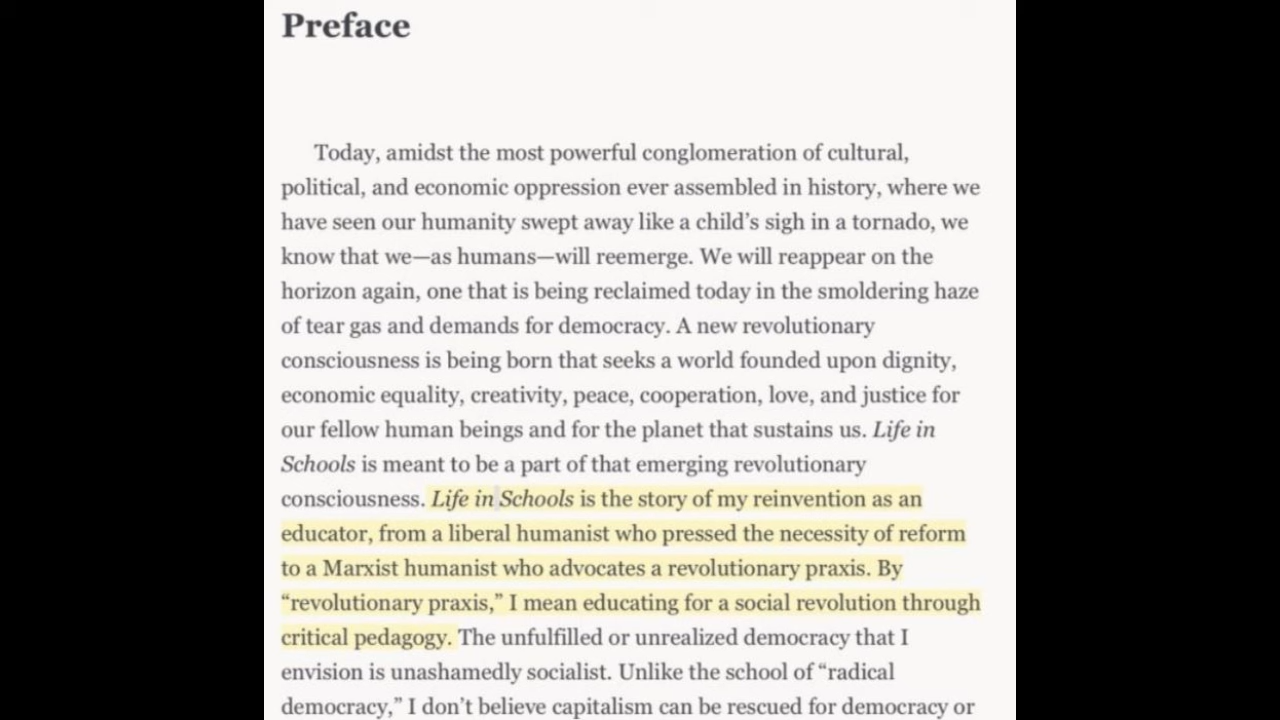 Preface
Today, amidst the most powerful conglomeration of cultural,
political, and economic oppression ever assembled in history, where we
have seen our humanity swept away like a child’s sigh in a tornado, we
know that we—as humans—will reemerge. We will reappear on the
horizon again, one that is being reclaimed today in the smoldering haze
of tear gas and demands for democracy. A new revolutionary
consciousness is being born that seeks a world founded upon dignity,
economic equality, creativity, peace, cooperation, love, and justice for
our fellow human beings and for the planet that sustains us. Life in
Schools is meant to be a part of that emerging revolutionary
consciousness. Life in Schools is the story of my reinvention as an
educator, from a liberal humanist who pressed the necessity of reform
to a Marxist humanist who advocates a revolutionary praxis. By
“revolutionary praxis,” I mean educating for a social revolution through
critical pedagogy. The unfulfilled or unrealized democracy that I
envision is unashamedly socialist. Unlike the school of “radical
democracy,” I don’t believe capitalism can be rescued for democracy or